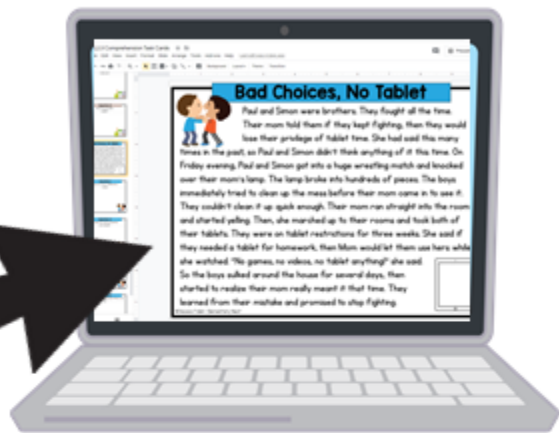 Bad Choices, No Tablet
Paul and Simon were brothers. They fought all the time.
Their mom told them if they kept fighting, then they would
lose their privilege of tablet time. She had said this many
times in the past, so Paul and Simon didn't think anything of it this time. On
Friday evening, Paul and Simon got into a huge wrestling match and knocked
over their mom's lamp. The lamp broke into hundreds of pieces. The boys
immediately tried to clean up the mess before their mom came in to see it.
They couldn't clean it up quick enough. Their mom ran straight into the room
and started yelling. Then, she marched up to their rooms and took both of
their tablets. They were on tablet restrictions for three weeks. She said if
they needed a tablet for homework, then Mom would let them use hers while
she watched. "No games, no videos, no tablet anything!" she said.
So the boys sulked around the house for several days, then
started to realize their mom really meant it that time. They
learned from their mistake and promised to stop fighting.